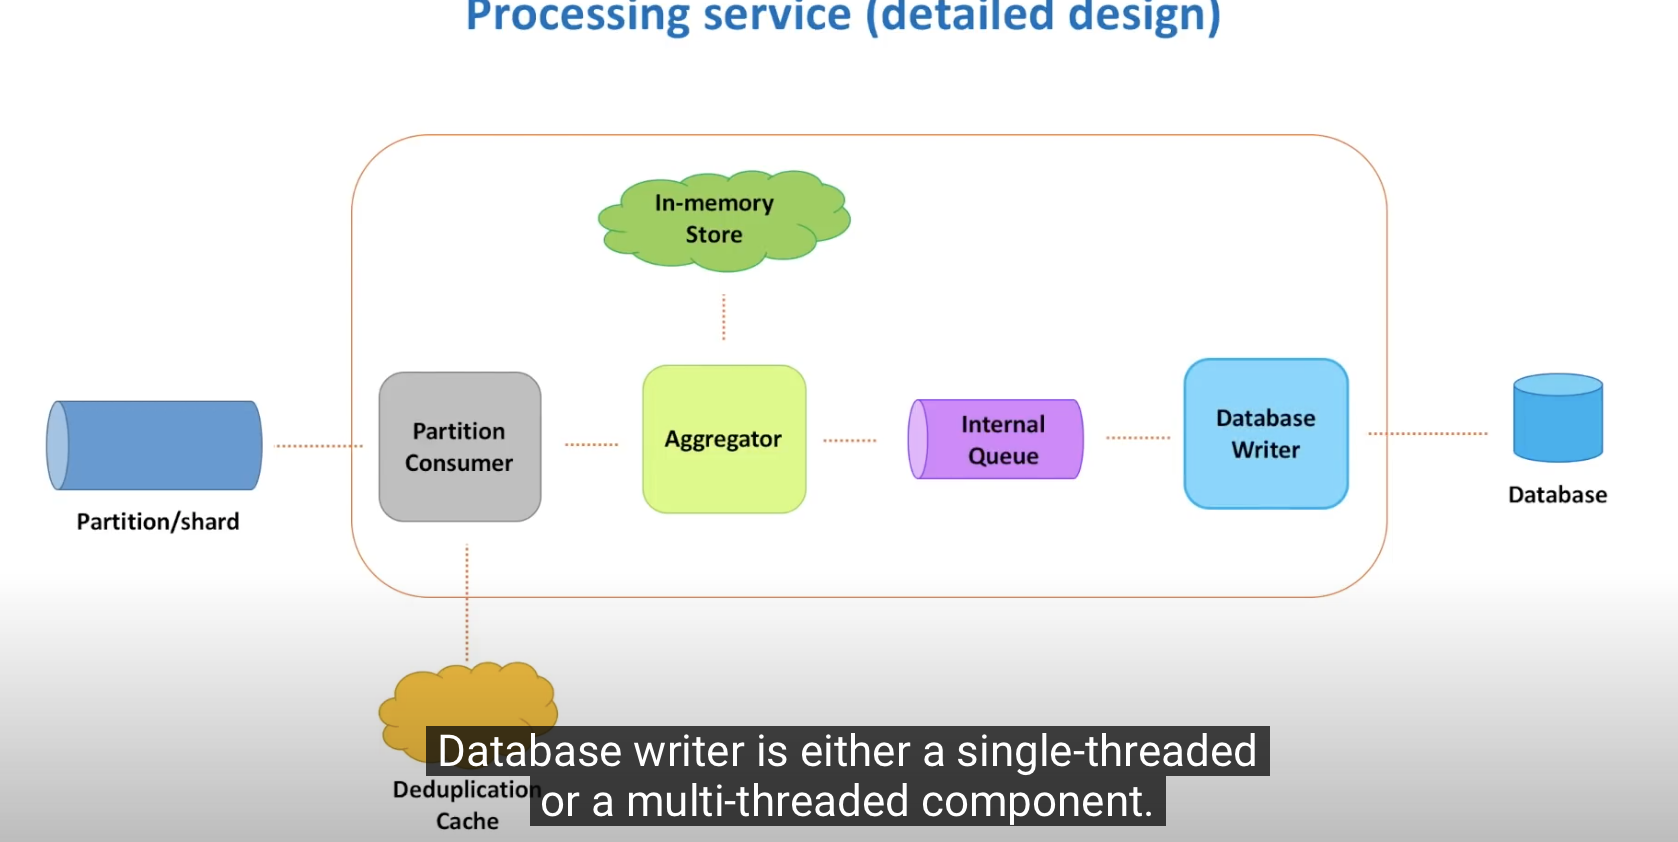 Processing service (detailed design)
In-memory
Store
Partition
Consumer
Aggregator
Internal
Queue
Database
Writer
Partition/shard
Database
Deduplication
Cache
Database writer is either a single-threaded
or a multi-threaded component.